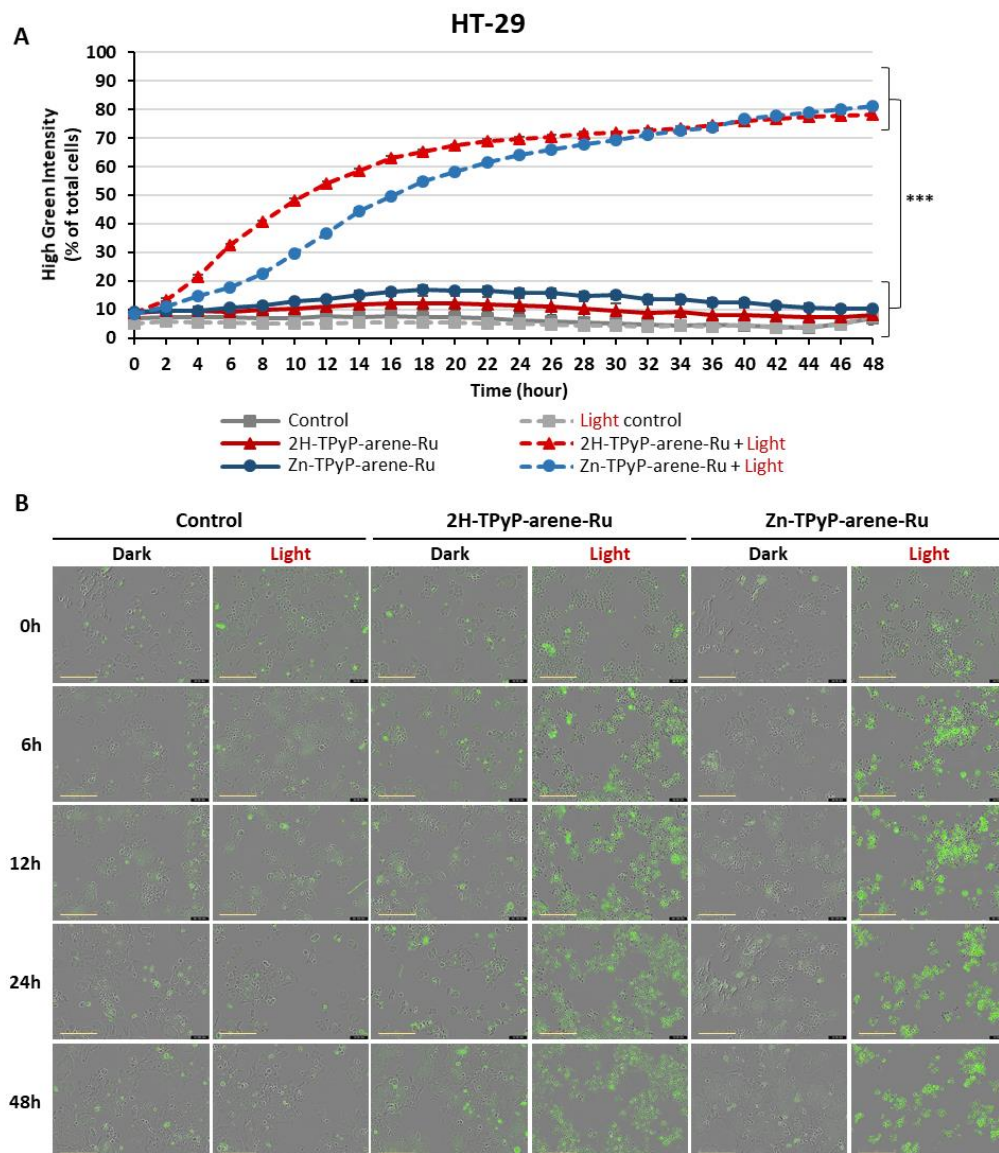 HT-29
A
High Green Intensity
(% of total cells)
100
90
80
70
60
50
40
30
20
10
0
0 2 4 6 8 10 12 14 16 18 20 22 24 26 28 30 32 34 36 38 40 42 44 46 48
Time (hour)
***
Control Light control
2H-TPyP-arene-Ru 2H-TPyP-arene-Ru + Light
Zn-TPyP-arene-Ru Zn-TPyP-arene-Ru + Light
B
Control 2H-TPyP-arene-Ru Zn-TPyP-arene-Ru
Dark Light Dark Light Dark Light
0h
6h
12h
24h
48h